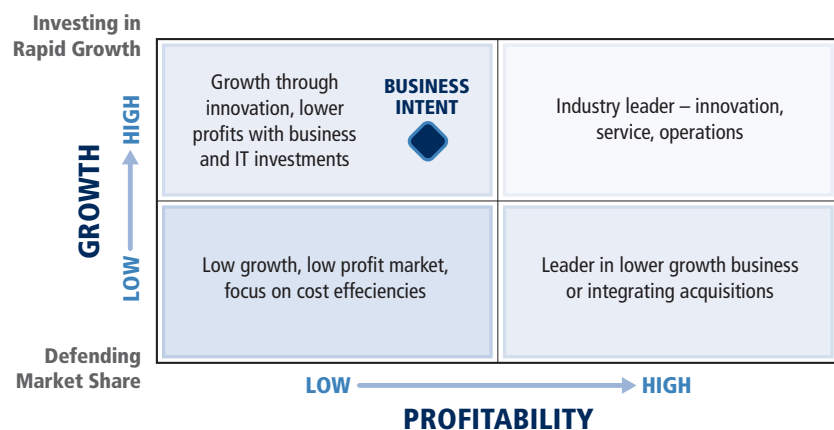 Investing in
Rapid Growth
Growth through
innovation, lower
profits with business
and IT investments
BUSINESS
INTENT
Industry leader – innovation,
service, operations
GROWTH
HIGH
LOW
Low growth, low profit market,
focus on cost effeciencies
Leader in lower growth business
or integrating acquisitions
Defending
Market Share
LOW
HIGH
PROFITABILITY